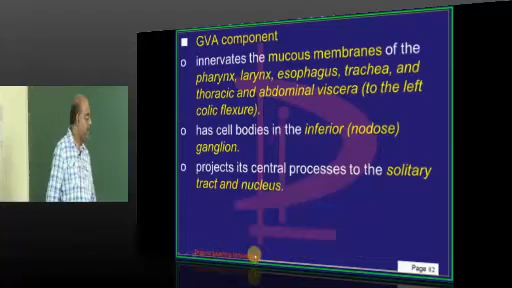 GVA component
innervates the mucous membranes of the
pharynx, larynx, esophagus, trachea, and
thoracic and abdominal viscera (to the left
colic flexure).
has cell bodies in the inferior (nodose)
ganglion.
projects its central processes to the solitary
tract and nucleus.
Page 82